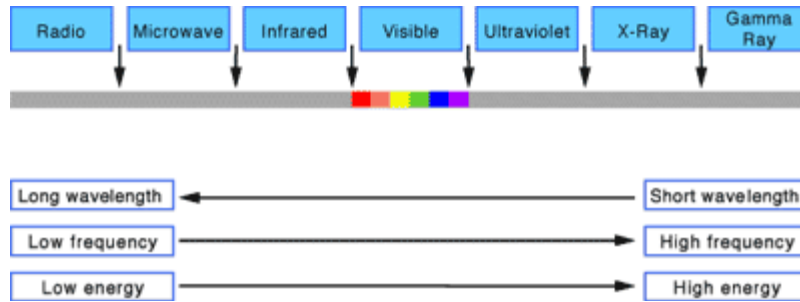 Radio
Microwave
Infrared
Visible
Ultraviolet
X-Ray
Gamma
Ray
Long wavelength
Short wavelength
Low frequency
High frequency
Low energy
High energy